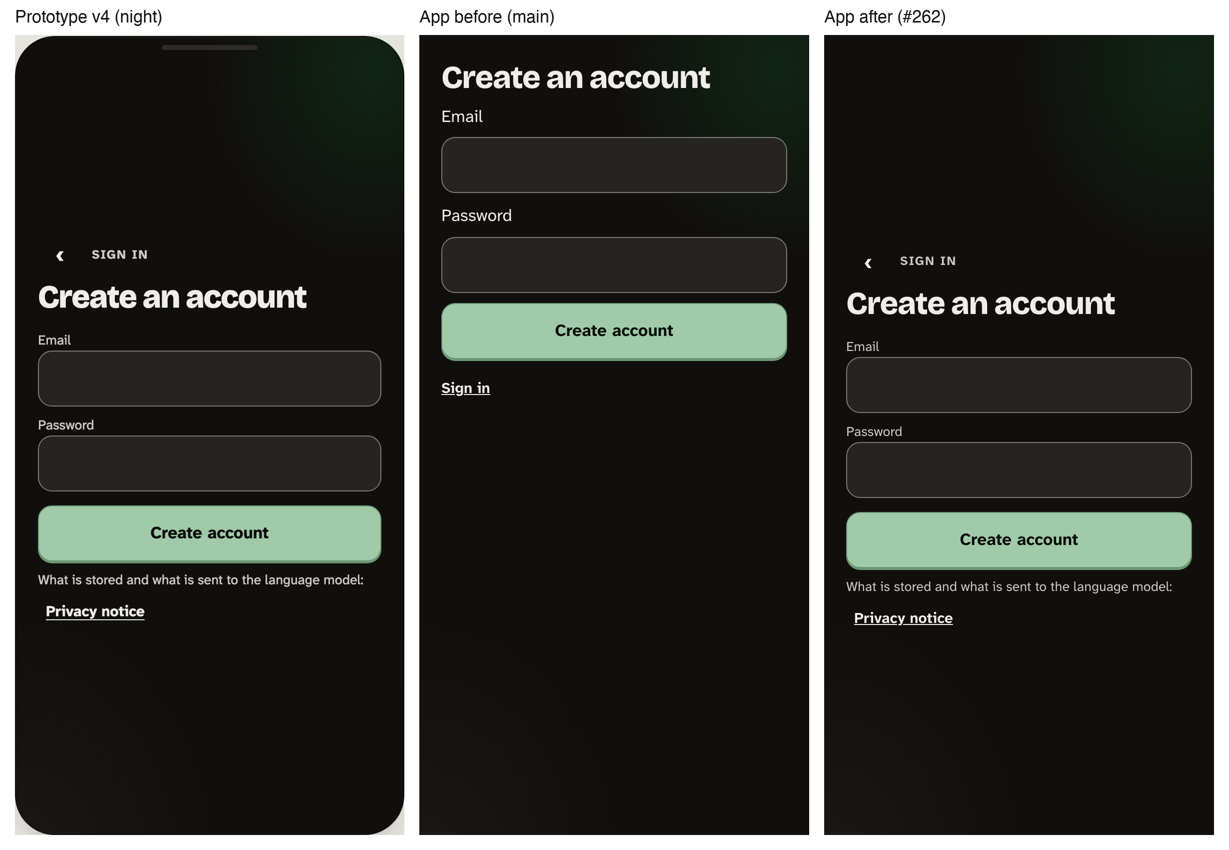 Prototype v4 (night)
‹ SIGN IN
Create an account
Email
Password
Create account
What is stored and what is sent to the language model:
Privacy notice
App before (main)
Create an account
Email
Password
Create account
Sign in
App after (#262)
‹ SIGN IN
Create an account
Email
Password
Create account
What is stored and what is sent to the language model:
Privacy notice